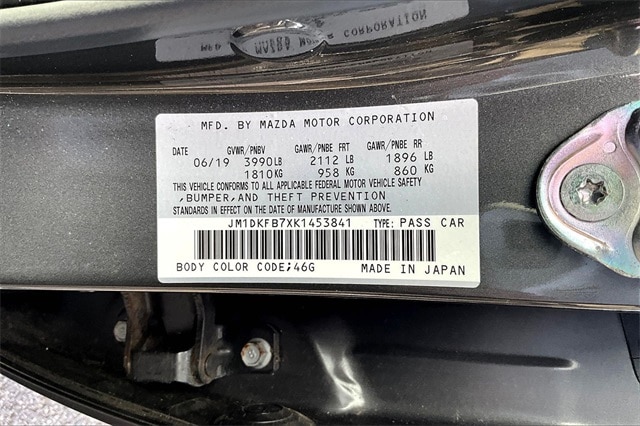 MFD. BY MAZDA MOTOR CORPORATION
DATE GVWR/PNBV GAWR/PNBE FRT GAWR/PNBE RR
06/19 3990LB 2112 LB 1896 LB
1810KG 958 KG 860 KG
THIS VEHICLE CONFORMS TO ALL APPLICABLE FEDERAL MOTOR VEHICLE SAFETY
,BUMPER,AND THEFT PREVENTION
STANDARDS IN EFFECT ON THE DATE OF MANUFACTURE SHOWN ABOVE.
JM1DKFB7XK1453841 TYPE: PASS CAR
BODY COLOR CODE;46G MADE IN JAPAN